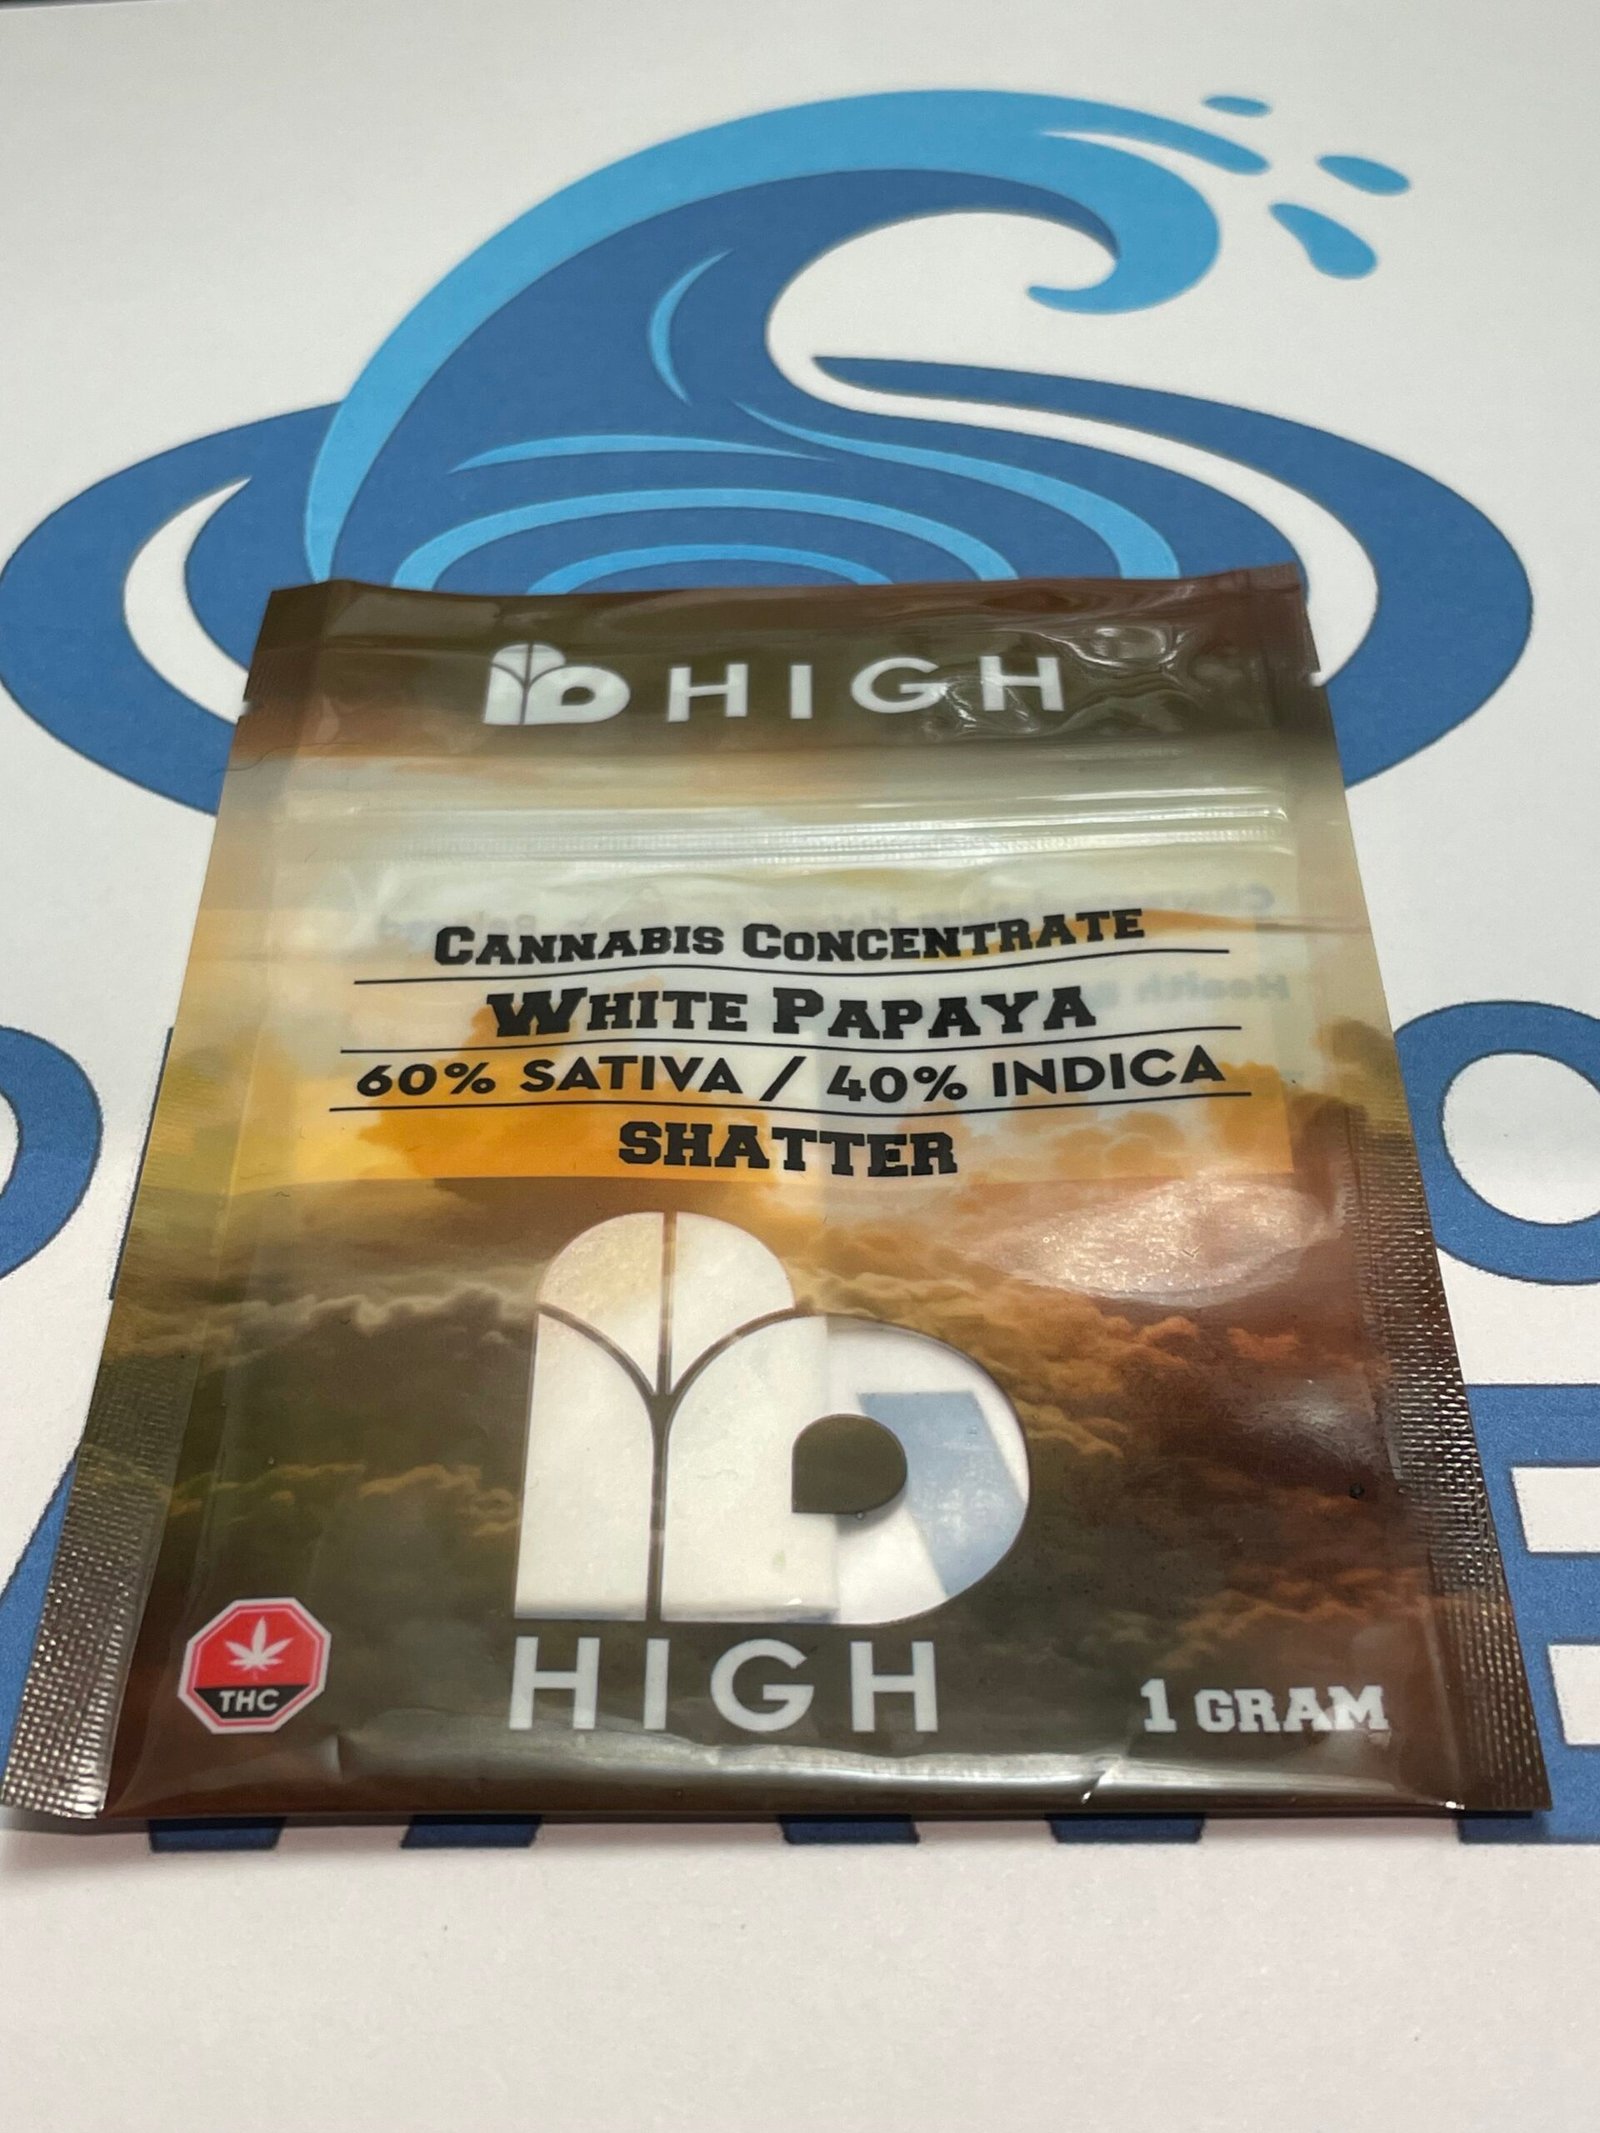 HIGH
CANNABIS CONCENTRATE
WHITE PAPAYA
60% SATIVA / 40% INDICA
SHATTER
HIGH
THC
1 GRAM